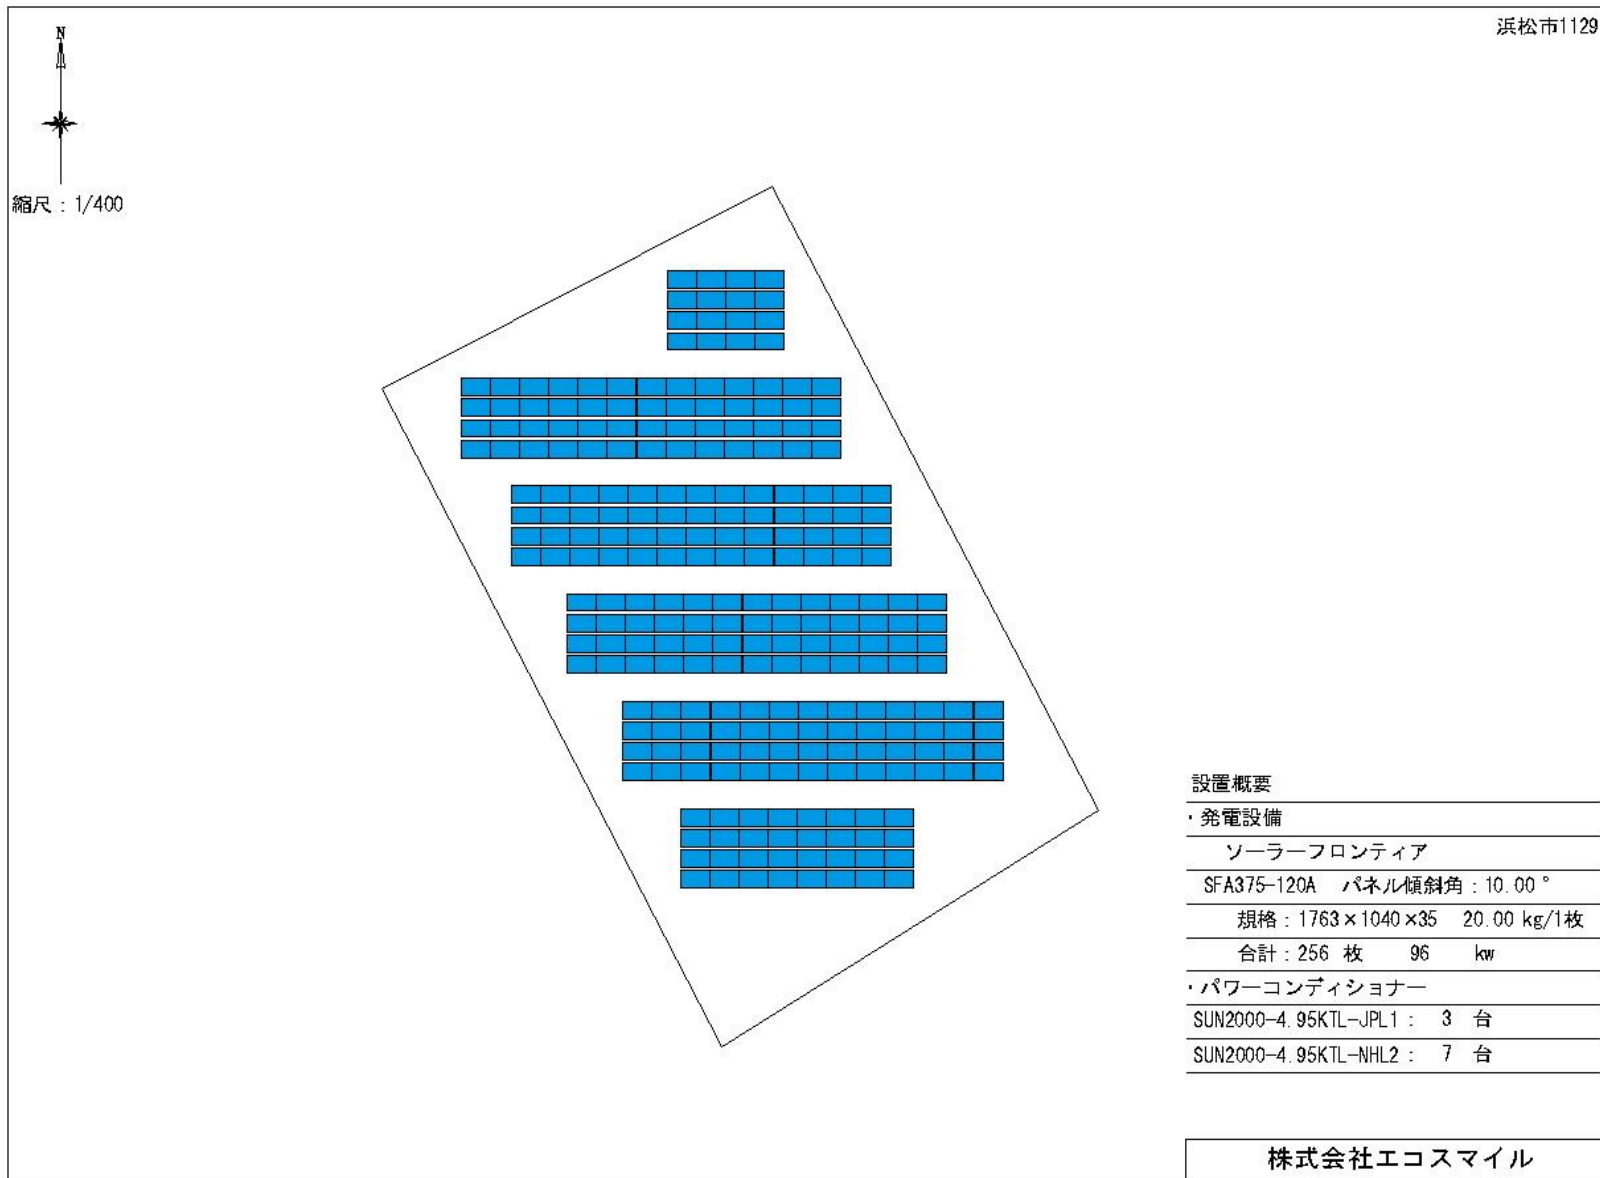 浜松市1129
N
縮尺：1/400
設置概要
・発電設備
ソーラーフロンティア
SFA375-120A　パネル傾斜角：10.00°
規格：1763×1040×35　20.00 kg/1枚
合計：256 枚　96　kw
・パワーコンディショナー
SUN2000-4.95KTL-JPL1：　3　台
SUN2000-4.95KTL-NHL2：　7　台
株式会社エコスマイル